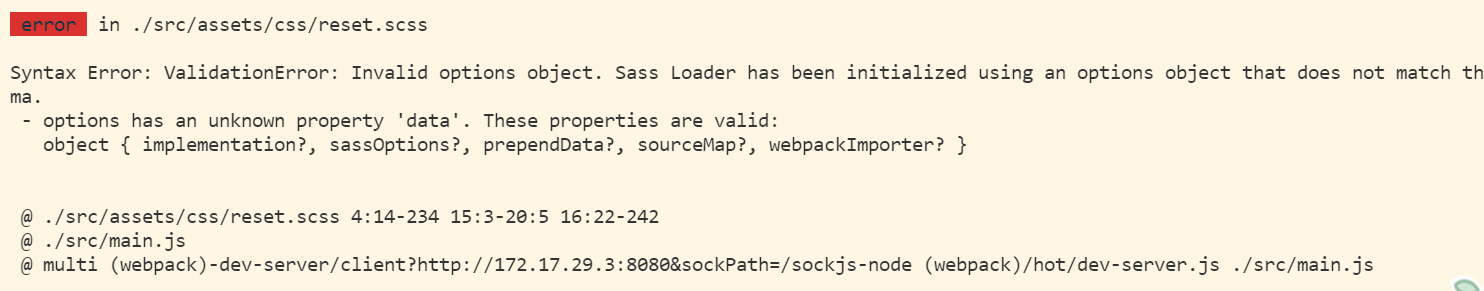 error in ./src/assets/css/reset.scss
Syntax Error: ValidationError: Invalid options object. Sass Loader has been initialized using an options object that does not match th
ma.
- options has an unknown property 'data'. These properties are valid:
object { implementation?, sassOptions?, prependData?, sourceMap?, webpackImporter? }
@ ./src/assets/css/reset.scss 4:14-234 15:3-20:5 16:22-242
@ ./src/main.js
@ multi (webpack)-dev-server/client?http://172.17.29.3:8080&sockPath=/sockjs-node (webpack)/hot/dev-server.js ./src/main.js